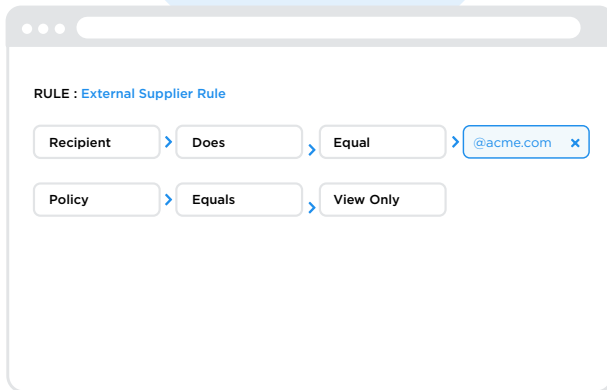 RULE : External Supplier Rule
Recipient > Does > Equal > @acme.com ×
Policy > Equals > View Only